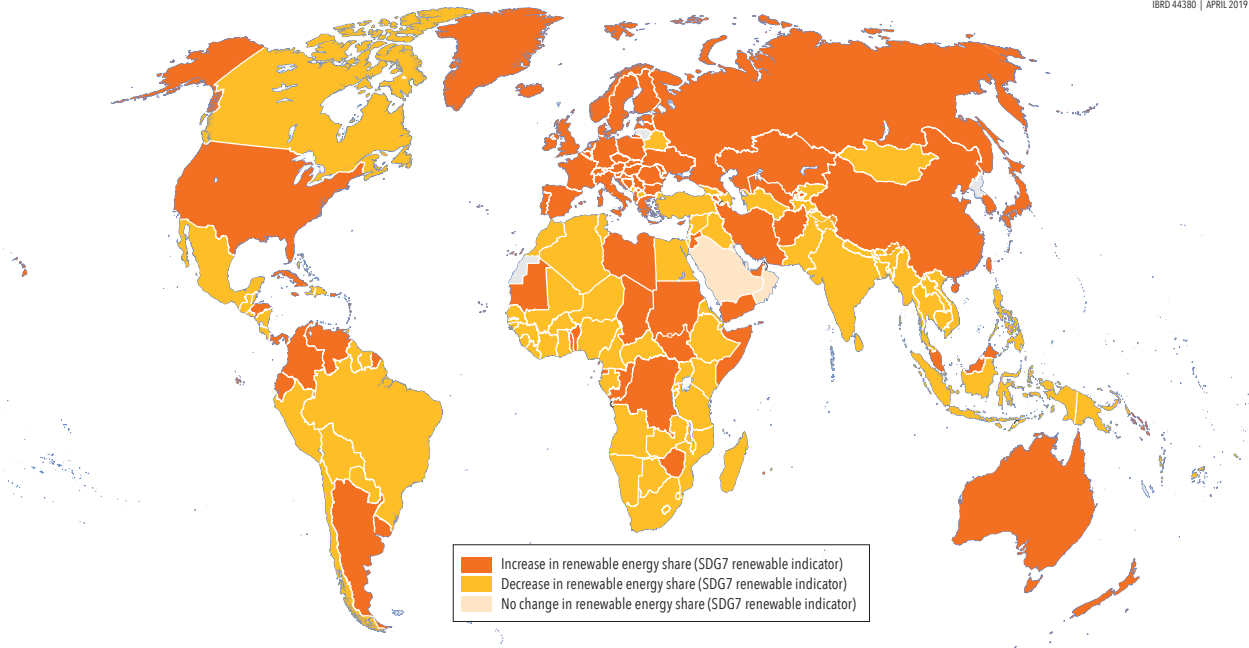 IBRD 44380 | APRIL 2019
Increase in renewable energy share (SDG7 renewable indicator)
Decrease in renewable energy share (SDG7 renewable indicator)
No change in renewable energy share (SDG7 renewable indicator)